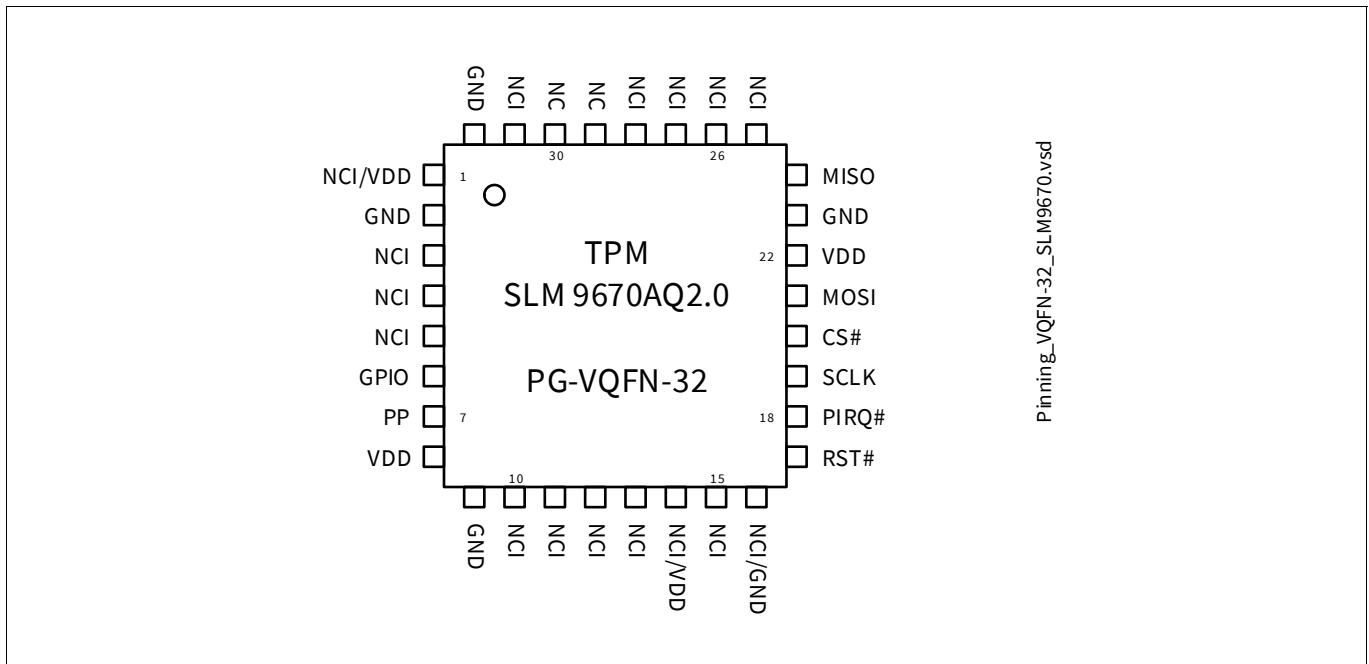 GND
NCI
NC
NC
NCI
NCI
NCI
NCI
30
26
NCI/VDD
1
MISO
GND
GND
NCI
TPM
22
VDD
NCI
SLM 9670AQ2.0
MOSI
NCI
CS#
GPIO
PG-VQFN-32
SCLK
PP
7
18
PIRQ#
VDD
RST#
10
15
GND
NCI
NCI
NCI
NCI
NCI/VDD
NCI
NCI/GND
Pinning_VQFN-32_SLM9670.vsd